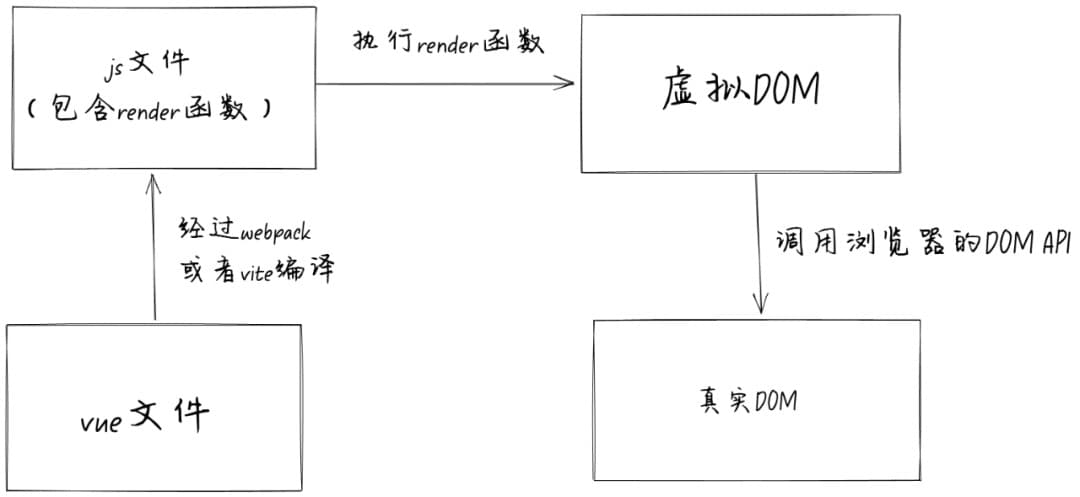 js文件
(包含render函数)
执行render函数
虚拟DOM
经过webpack
或者vite编译
调用浏览器的DOM API
vue文件
真实DOM